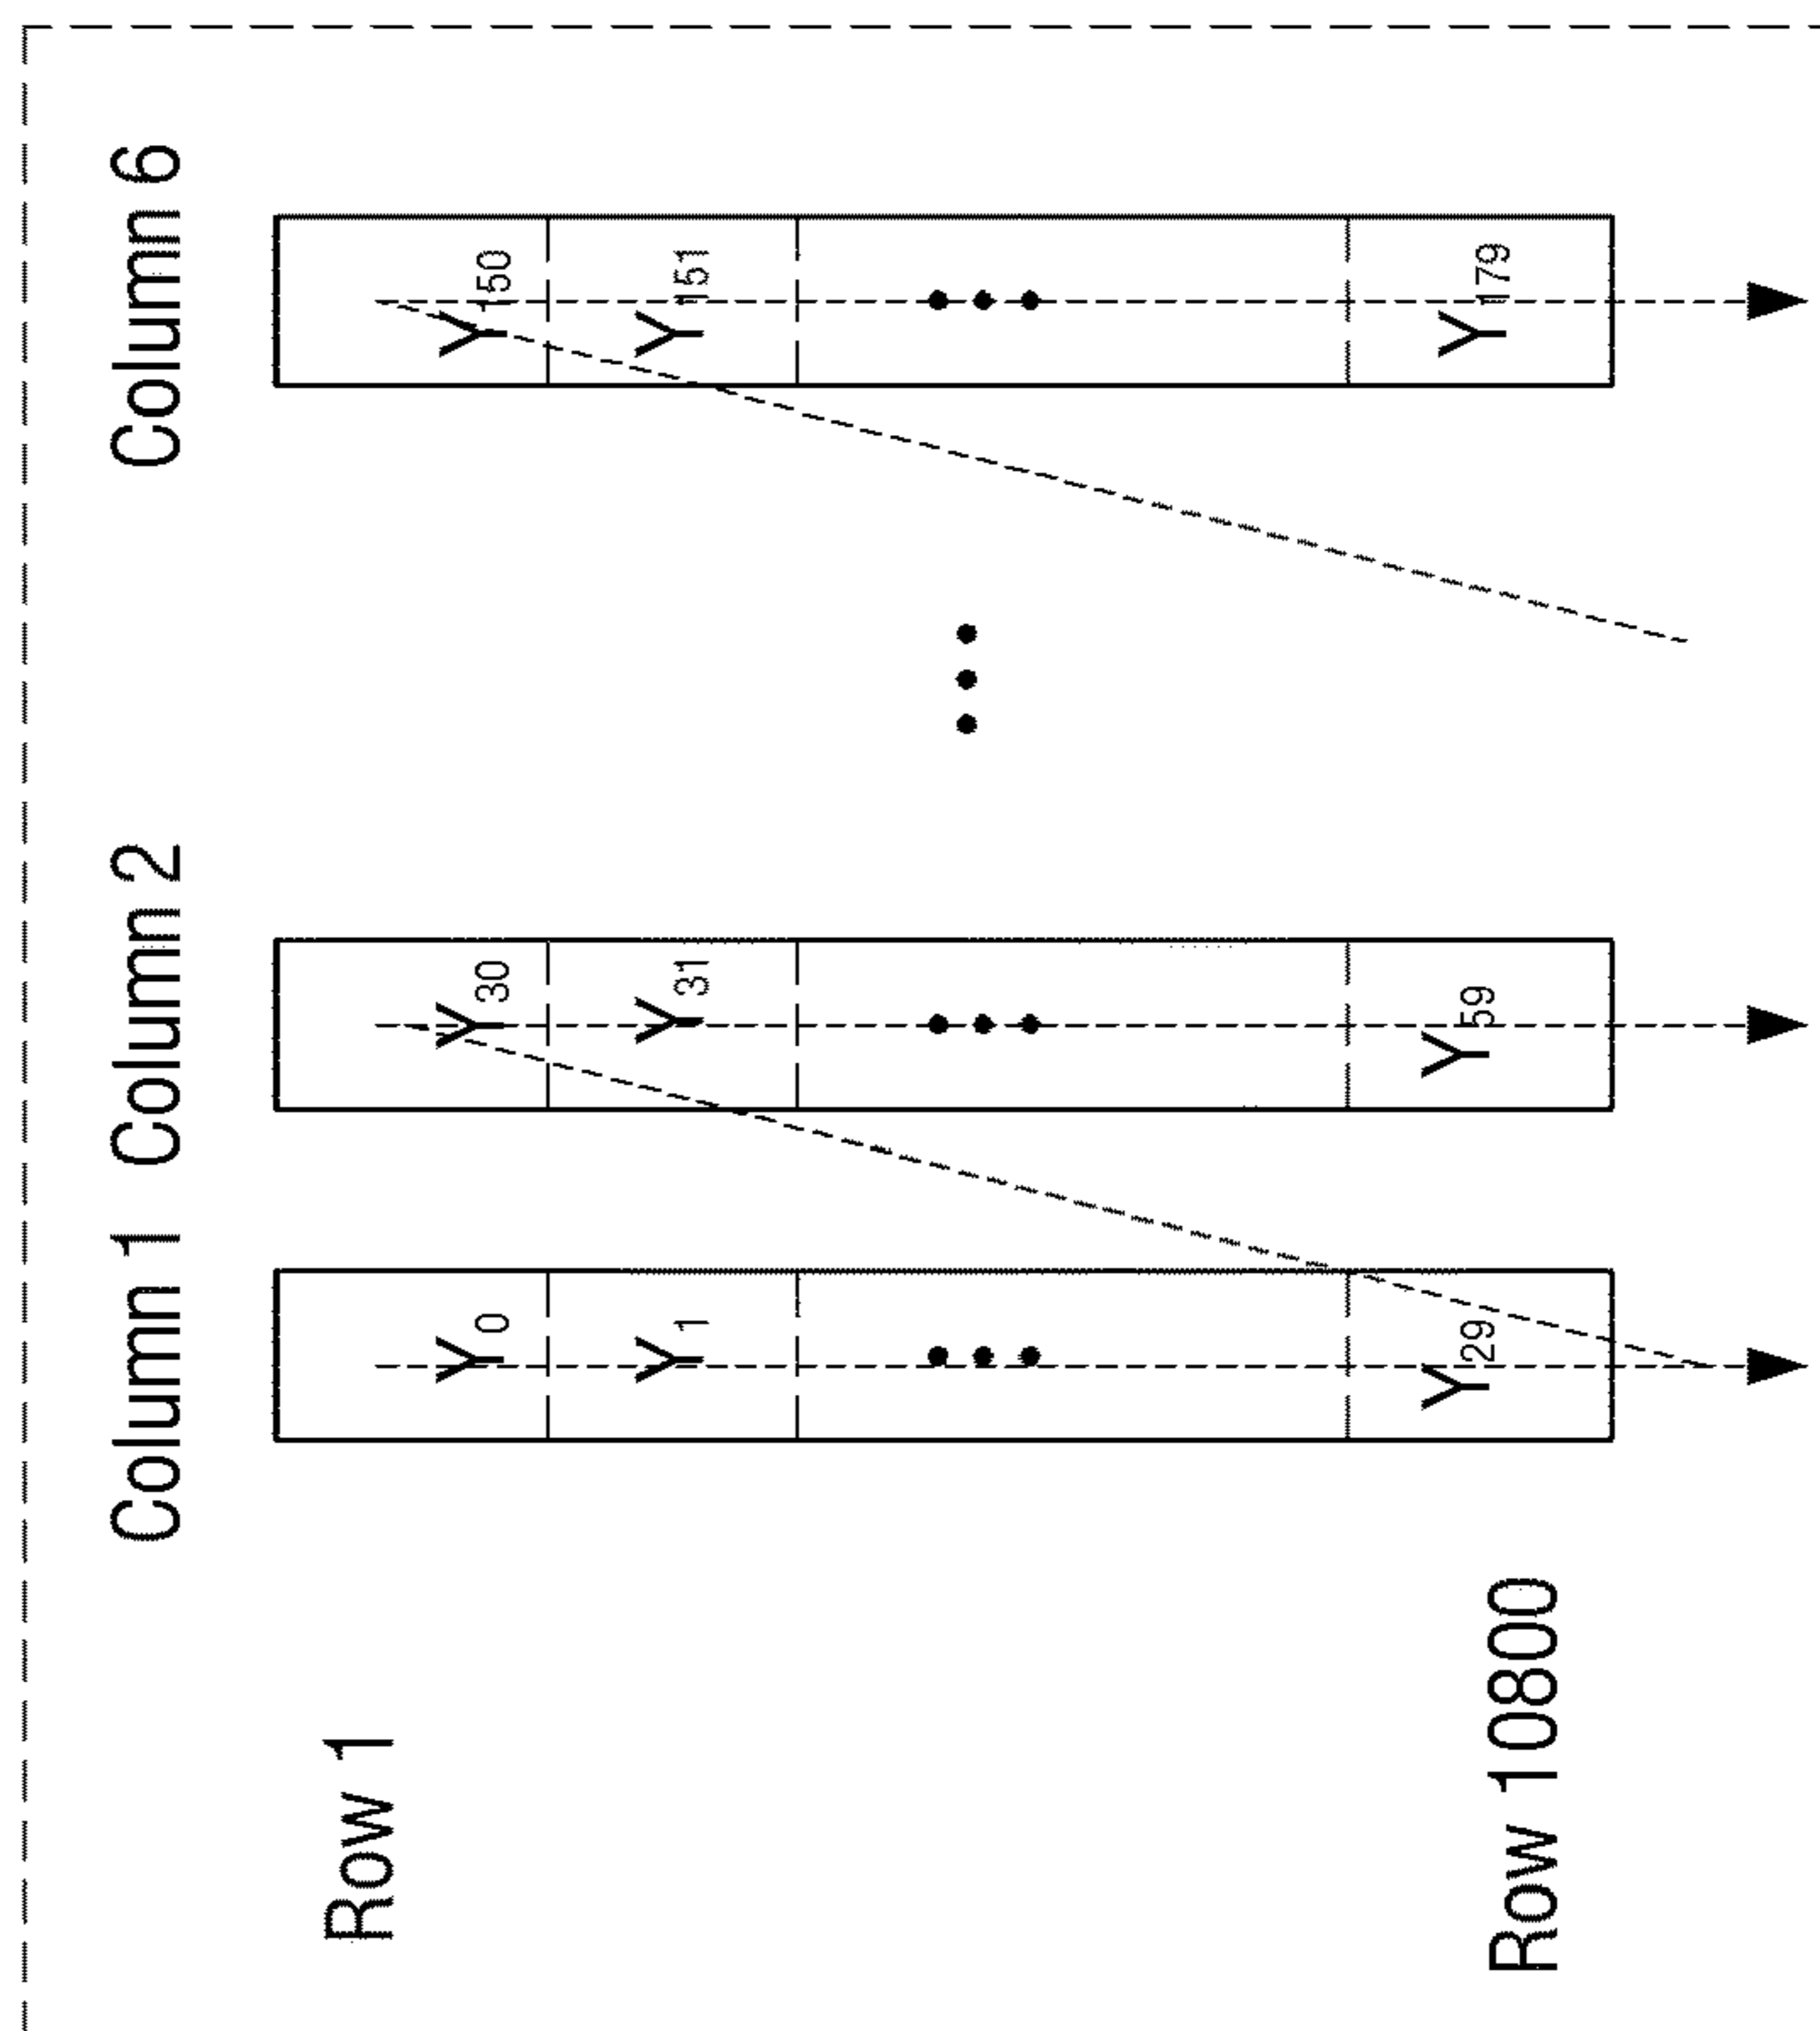 Column 1 Column 2 Column 6
Row 1
Y0 Y30 Y150
Y1 Y31 Y151
Y29 Y59 Y179
Row 10800